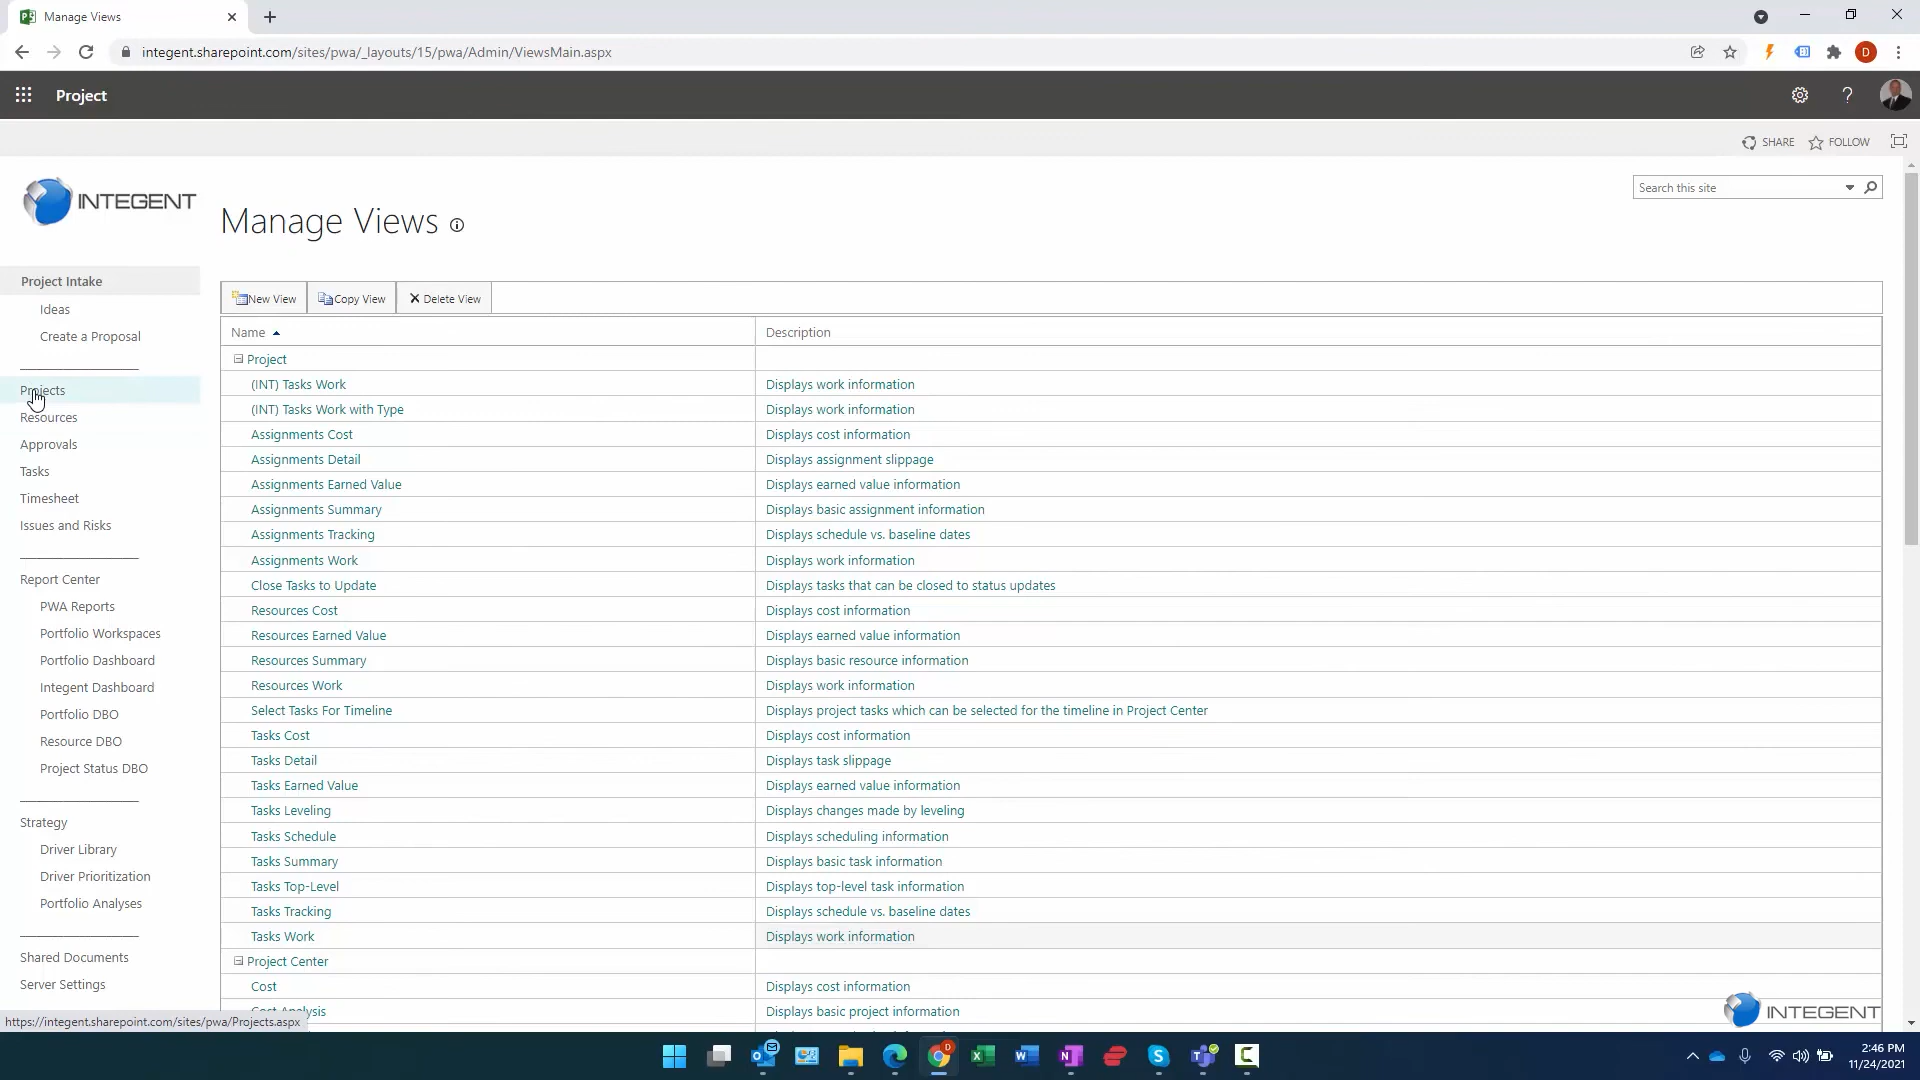 Manage Views
integent.sharepoint.com/sites/pwa/_layouts/15/pwa/Admin/ViewsMain.aspx
D
Project
?
SHARE
FOLLOW
INTEGENT
Search this site
Manage Views
Project Intake
Ideas
Create a Proposal
Projects
Resources
Approvals
Tasks
Timesheet
Issues and Risks
Report Center
PWA Reports
Portfolio Workspaces
Portfolio Dashboard
Integent Dashboard
Portfolio DBO
Resource DBO
Project Status DBO
Strategy
Driver Library
Driver Prioritization
Portfolio Analyses
Shared Documents
Server Settings
New View
Copy View
Delete View
Name Description
Project
(INT) Tasks Work Displays work information
(INT) Tasks Work with Type Displays work information
Assignments Cost Displays cost information
Assignments Detail Displays assignment slippage
Assignments Earned Value Displays earned value information
Assignments Summary Displays basic assignment information
Assignments Tracking Displays schedule vs. baseline dates
Assignments Work Displays work information
Close Tasks to Update Displays tasks that can be closed to status updates
Resources Cost Displays cost information
Resources Earned Value Displays earned value information
Resources Summary Displays basic resource information
Resources Work Displays work information
Select Tasks For Timeline Displays project tasks which can be selected for the timeline in Project Center
Tasks Cost Displays cost information
Tasks Detail Displays task slippage
Tasks Earned Value Displays earned value information
Tasks Leveling Displays changes made by leveling
Tasks Schedule Displays scheduling information
Tasks Summary Displays basic task information
Tasks Top-Level Displays top-level task information
Tasks Tracking Displays schedule vs. baseline dates
Tasks Work Displays work information
Project Center
Cost Displays cost information
Cost Analysis Displays basic project information
INTEGENT
https://integent.sharepoint.com/sites/pwa/Projects.aspx
2:46 PM
11/24/2021